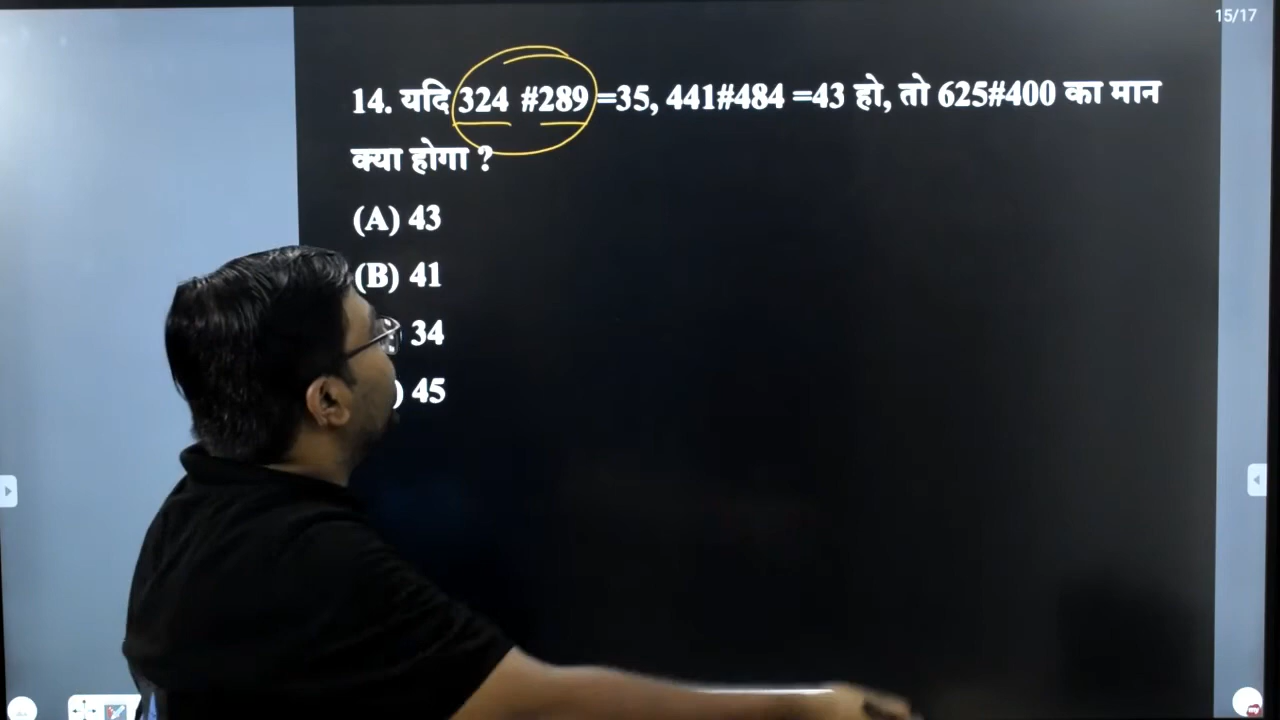 15/17
14. यदि 324 #289 =35, 441#484 =43 हो, तो 625#400 का मान
क्या होगा ?
(A) 43
(B) 41
) 34
) 45